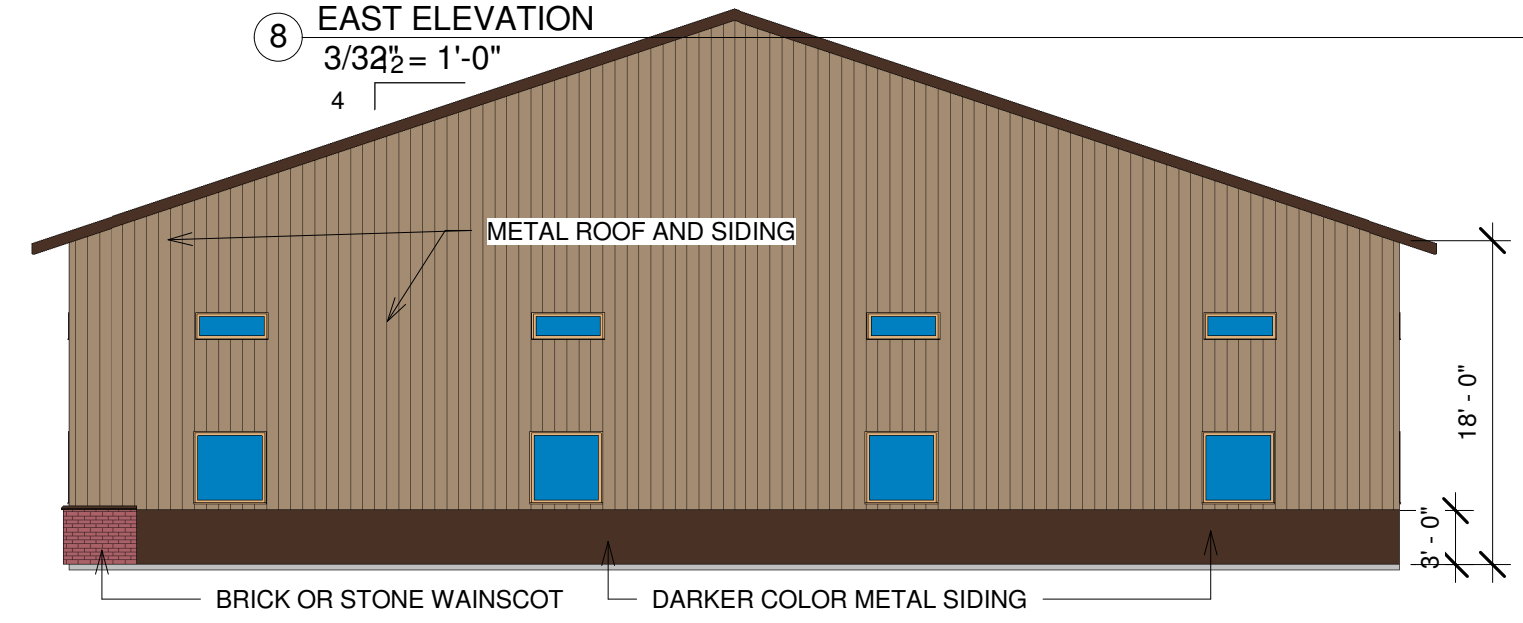 8
EAST ELEVATION
3/32" = 1'-0"
12
4
METAL ROOF AND SIDING
18' - 0"
3' - 0"
BRICK OR STONE WAINSCOT
DARKER COLOR METAL SIDING